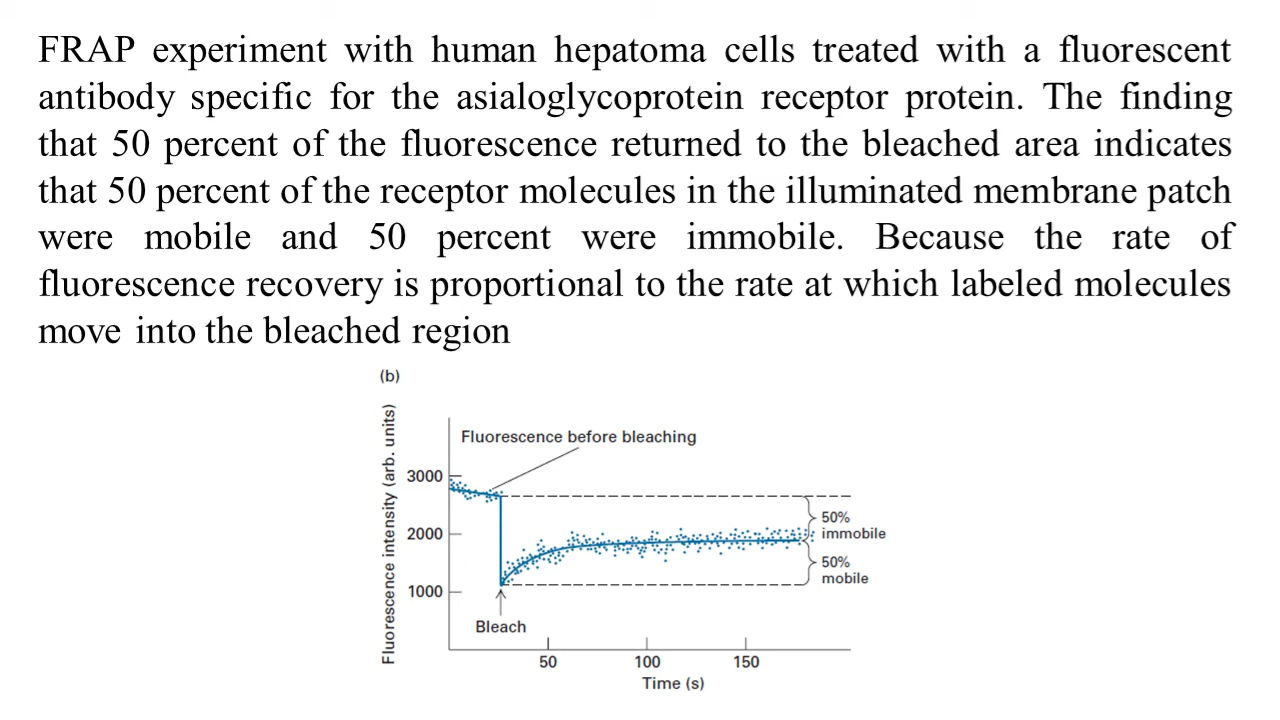 FRAP experiment with human hepatoma cells treated with a fluorescent
antibody specific for the asialoglycoprotein receptor protein. The finding
that 50 percent of the fluorescence returned to the bleached area indicates
that 50 percent of the receptor molecules in the illuminated membrane patch
were mobile and 50 percent were immobile. Because the rate of
fluorescence recovery is proportional to the rate at which labeled molecules
move into the bleached region
(b)
Fluorescence intensity (arb. units)
Fluorescence before bleaching
3000
2000
1000
50%
immobile
50%
mobile
Bleach
50
100
150
Time (s)